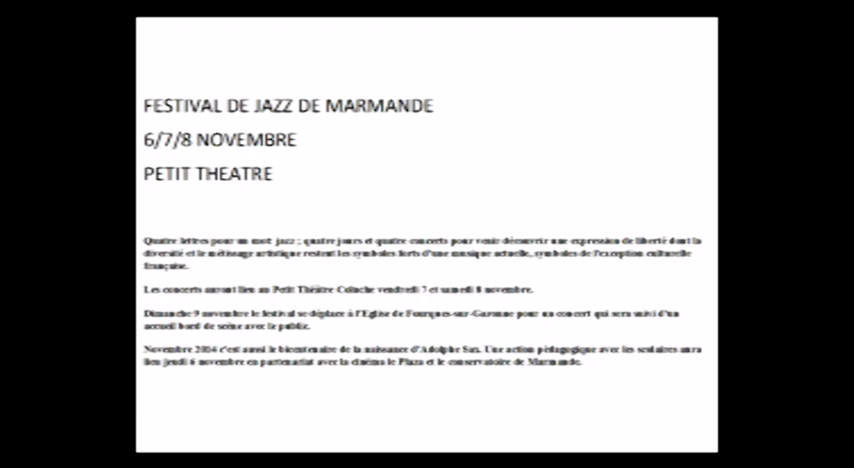 FESTIVAL DE JAZZ DE MARMANDE
6/7/8 NOVEMBRE
PETIT THEATRE
Quatre lettres pour un mot: jazz ; quatre jours et quatre concerts pour venir découvrir une expression de liberté dont la
diversité et le métissage artistique restent les symboles forts d'une musique actuelle, symboles de l'exception culturelle
française.
Les concerts auront lieu au Petit Théâtre Coluche vendredi 7 et samedi 8 novembre.
Dimanche 9 novembre le festival se déplace à l'Eglise de Fourques-sur-Garonne pour un concert qui sera suivi d'un
accueil bord de scène avec le public.
Novembre 2014 c'est aussi le bicentenaire de la naissance d'Adolphe Sax. Une action pédagogique avec les scolaires aura
lieu jeudi 6 novembre en partenariat avec la cinéma le Plaza et le conservatoire de Marmande.